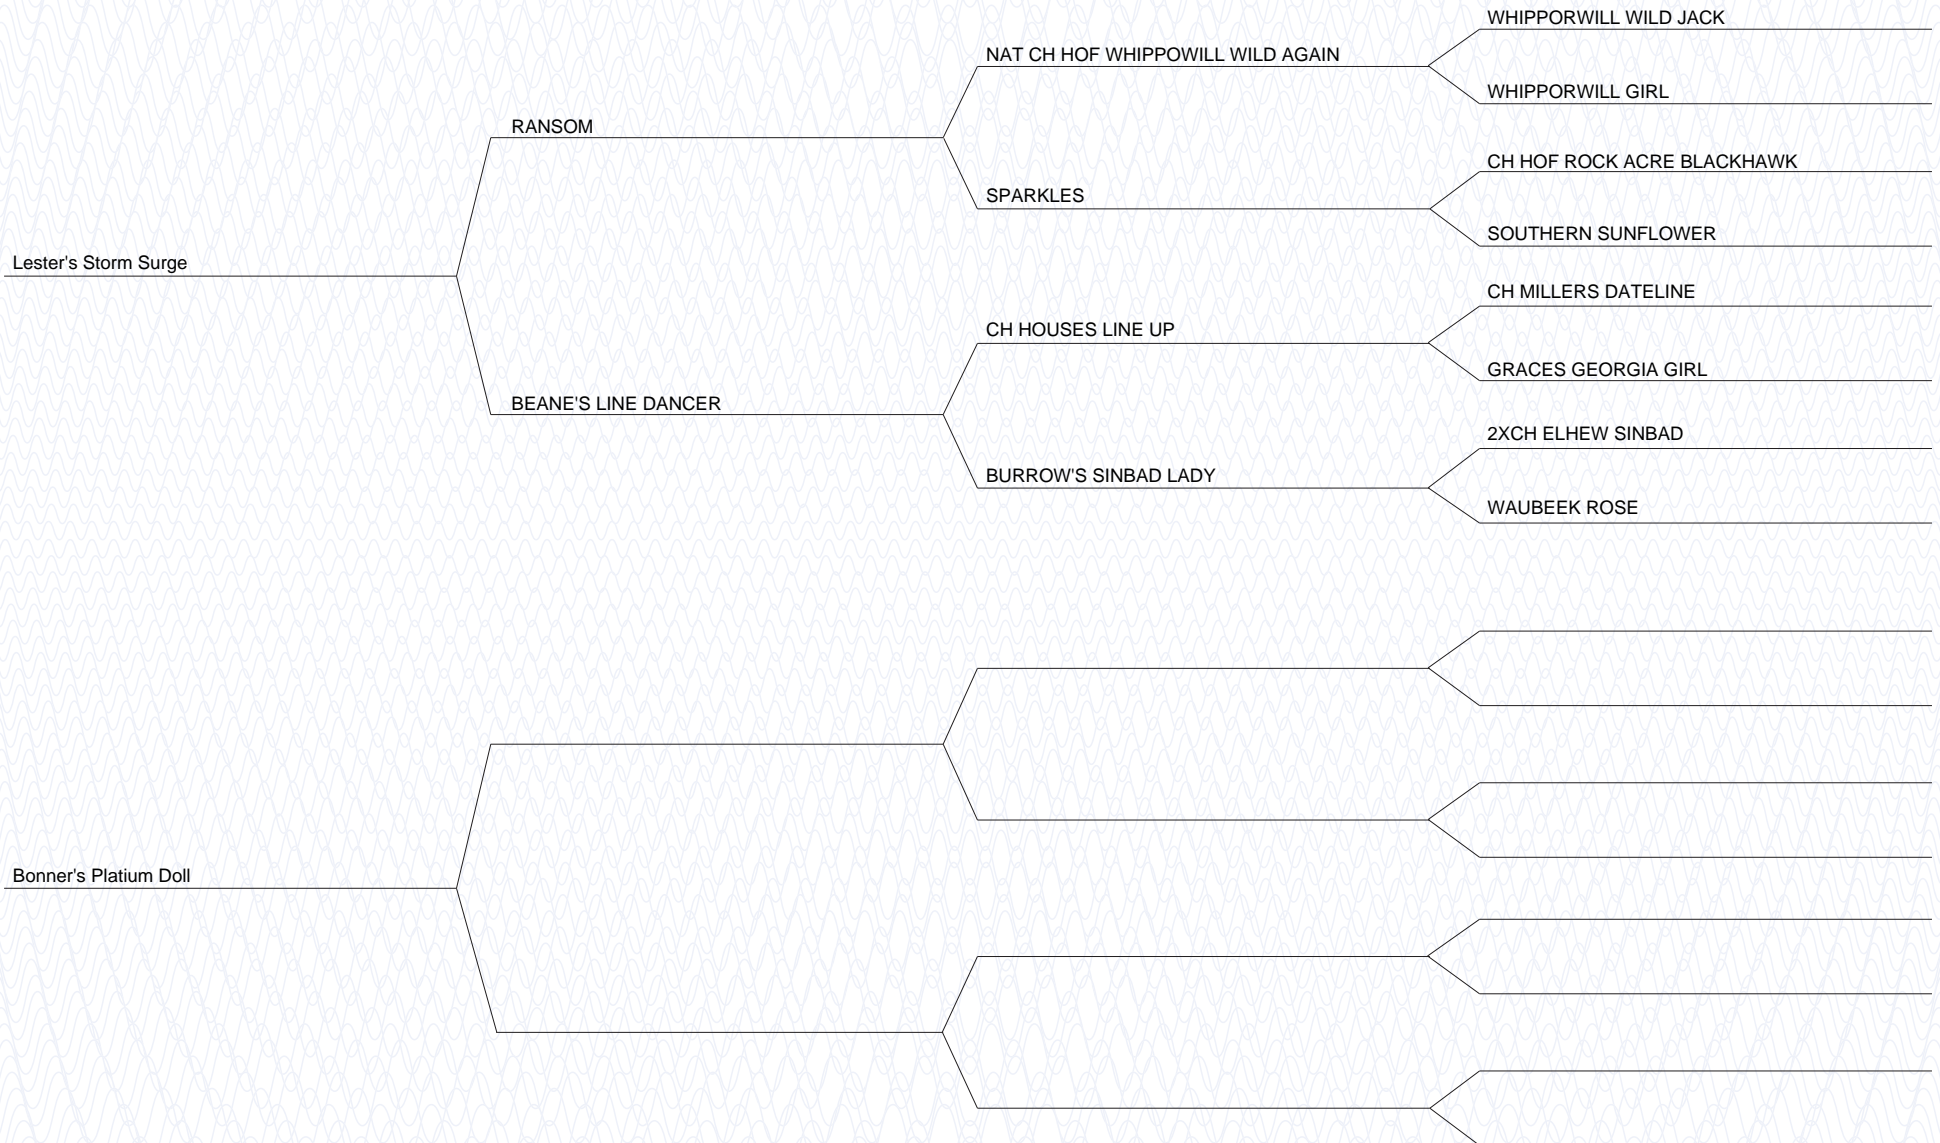 WHIPPORWILL WILD JACK
NAT CH HOF WHIPPOWILL WILD AGAIN
WHIPPORWILL GIRL
RANSOM
CH HOF ROCK ACRE BLACKHAWK
SPARKLES
SOUTHERN SUNFLOWER
Lester's Storm Surge
CH MILLERS DATELINE
CH HOUSES LINE UP
GRACES GEORGIA GIRL
BEANE'S LINE DANCER
2XCH ELHEW SINBAD
BURROW'S SINBAD LADY
WAUBEEK ROSE
Bonner's Platium Doll